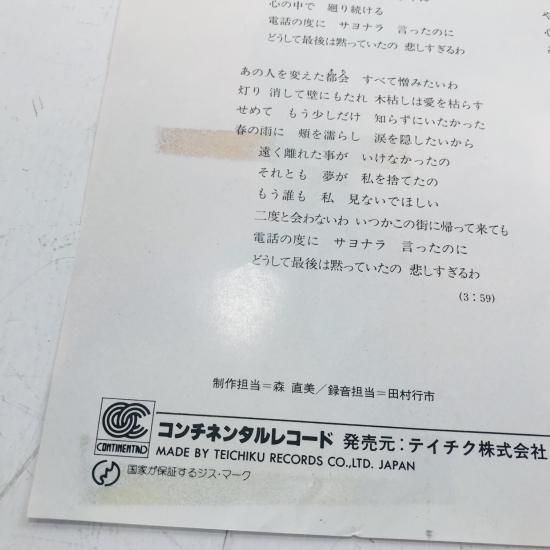 心の中で 廻り続ける
電話の度に サヨナラ 言ったのに
どうして最後は黙っていたの 悲しすぎるわ
あの人を変えた都会 すべて憎みたいわ
灯り 消して壁にもたれ 木枯しは愛を枯らす
せめて もう少しだけ 知らずにいたかった
春の雨に 頬を濡らし 涙を隠したいから
遠く離れた事が いけなかったの
それとも 夢が 私を捨てたの
もう誰も 私 見ないでほしい
二度と会わないわ いつかこの街に帰って来ても
電話の度に サヨナラ 言ったのに
どうして最後は黙っていたの 悲しすぎるわ
(3:59)
制作担当=森 直美/録音担当=田村行市
CONTINENTAL
コンチネンタルレコード 発売元:テイチク株式会社
MADE BY TEICHIKU RECORDS CO.,LTD. JAPAN
国家が保証するジス・マーク